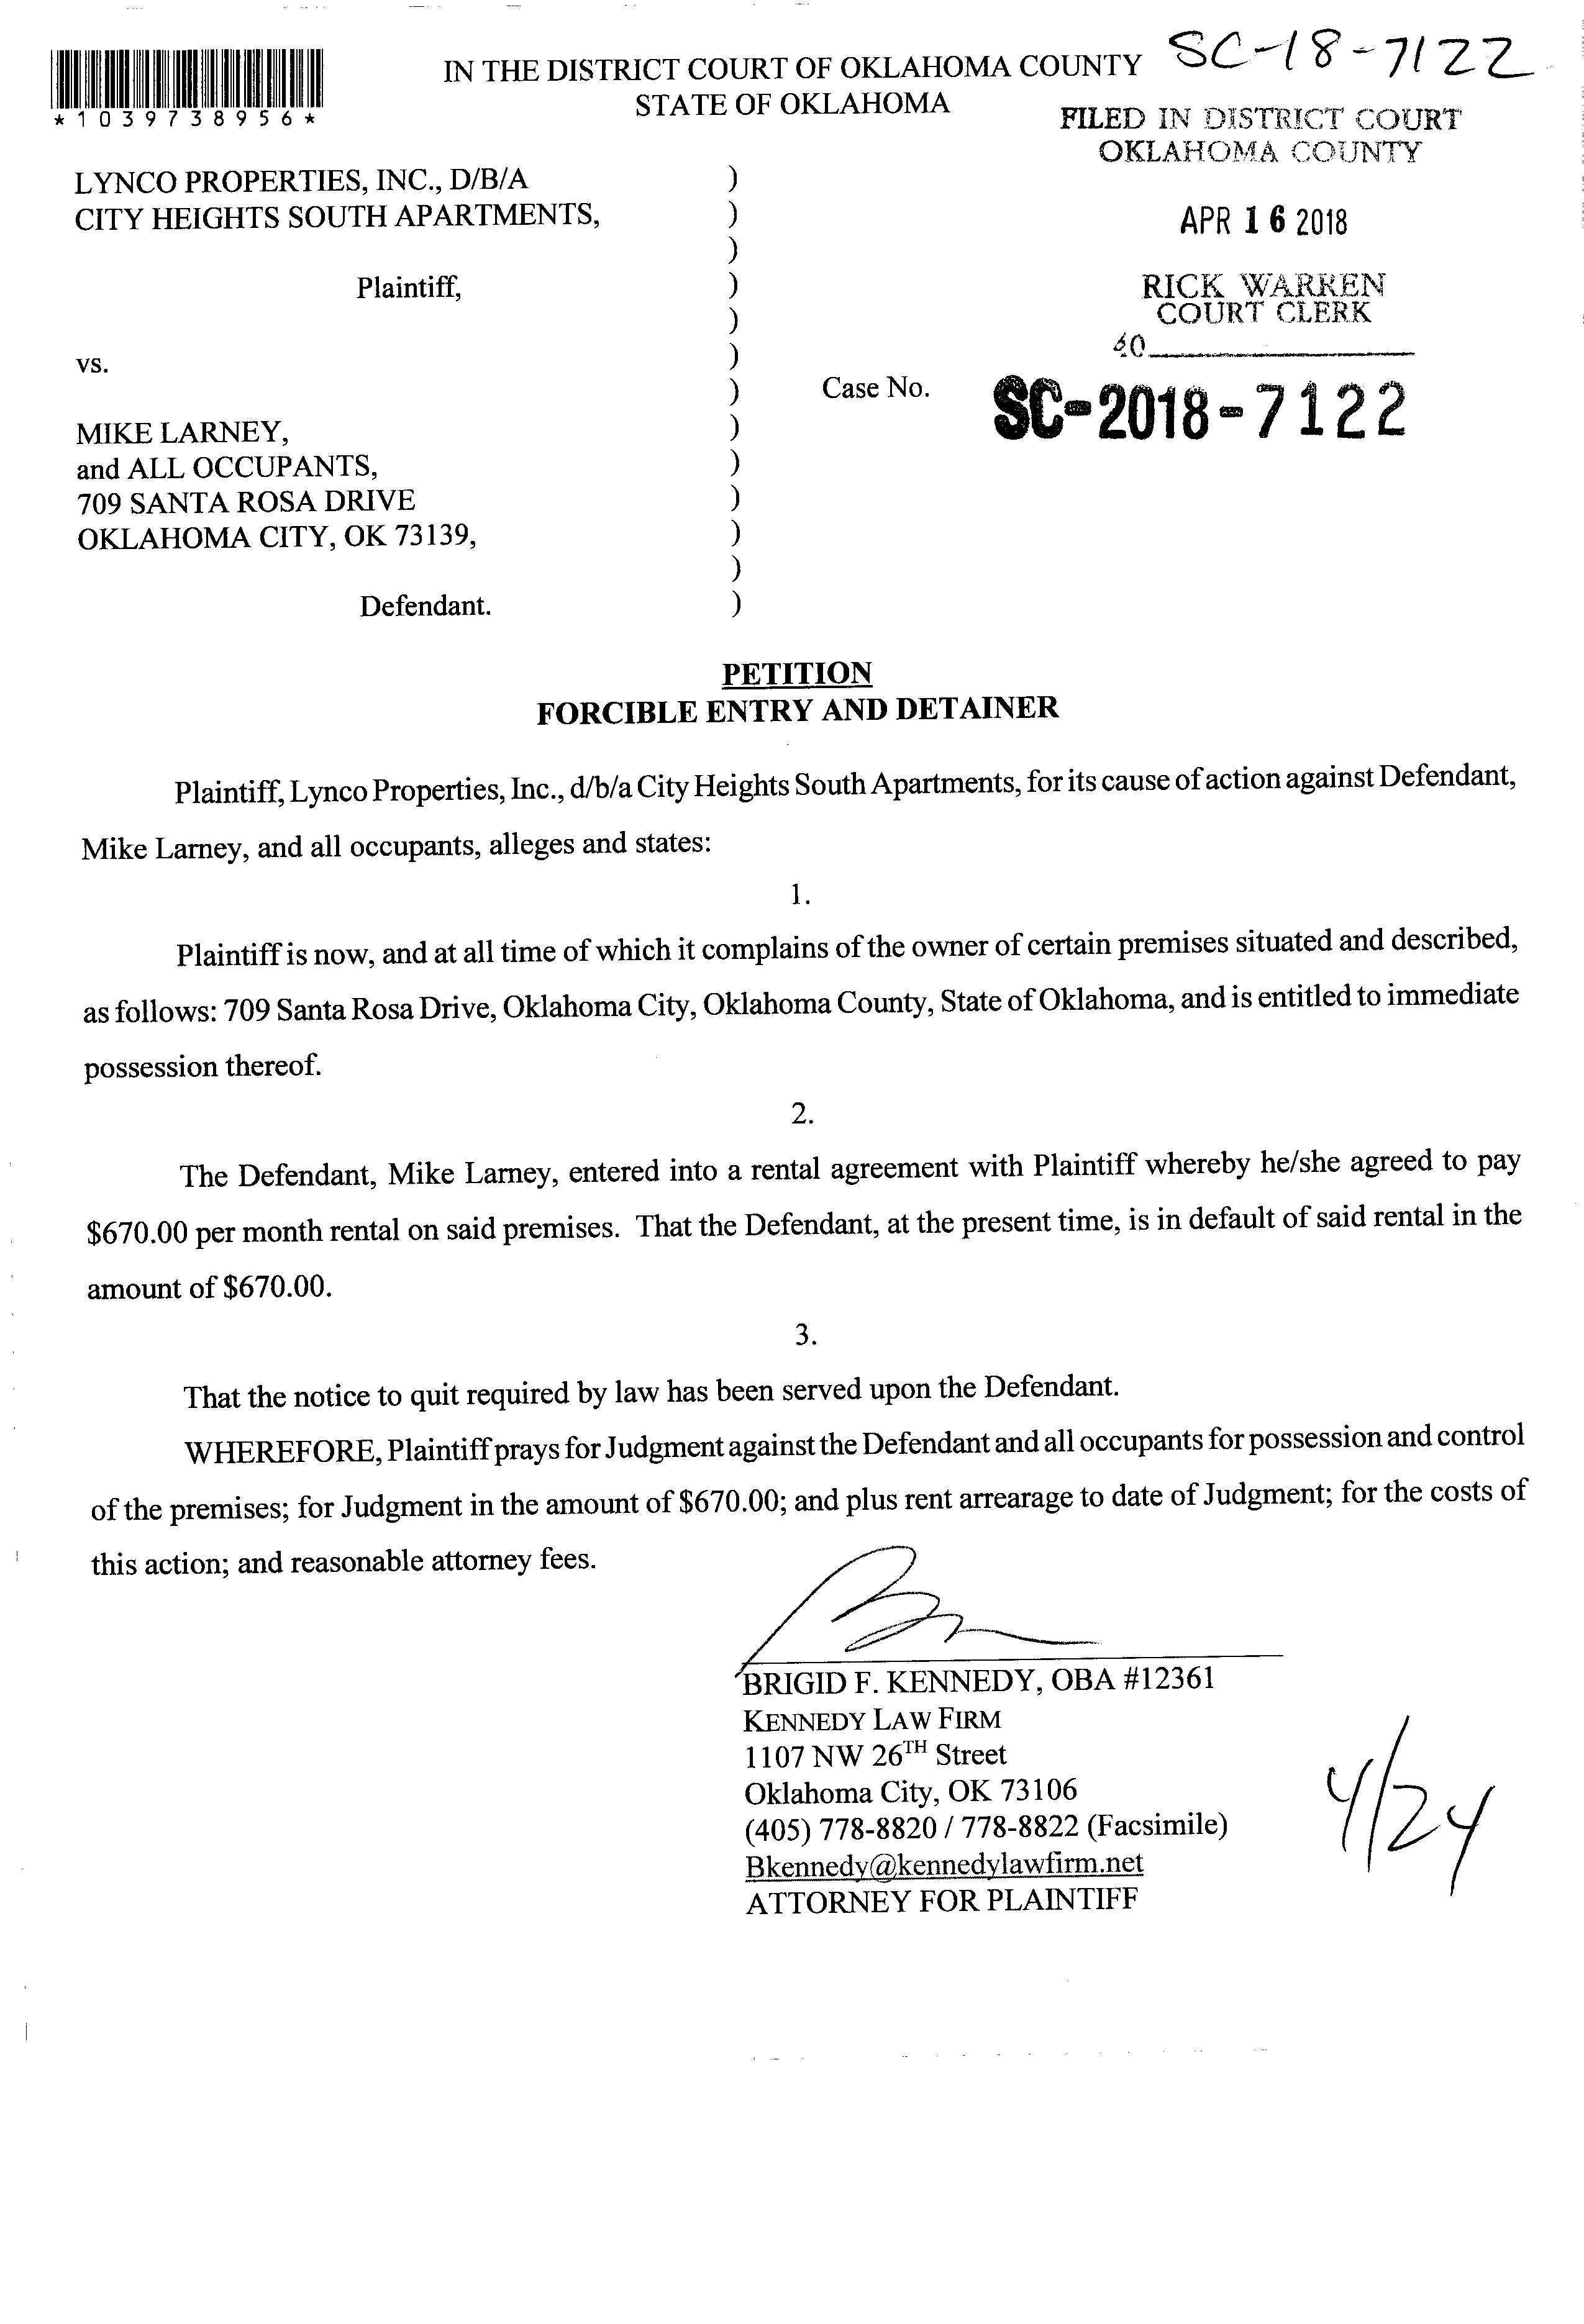 SC-18-7122
IN THE DISTRICT COURT OF OKLAHOMA COUNTY
STATE OF OKLAHOMA
*1039738956*
FILED IN DISTRICT COURT
OKLAHOMA COUNTY
APR 16 2018
RICK WARREN
COURT CLERK
LYNCO PROPERTIES, INC., D/B/A
CITY HEIGHTS SOUTH APARTMENTS,
)
)
)
Plaintiff, )
)
vs. )
) Case No. SC-2018-7122
MIKE LARNEY, )
and ALL OCCUPANTS, )
709 SANTA ROSA DRIVE )
OKLAHOMA CITY, OK 73139, )
)
Defendant. )
PETITION
FORCIBLE ENTRY AND DETAINER
Plaintiff, Lynco Properties, Inc., d/b/a City Heights South Apartments, for its cause of action against Defendant,
Mike Larney, and all occupants, alleges and states:
1.
Plaintiff is now, and at all time of which it complains of the owner of certain premises situated and described,
as follows: 709 Santa Rosa Drive, Oklahoma City, Oklahoma County, State of Oklahoma, and is entitled to immediate
possession thereof.
2.
The Defendant, Mike Larney, entered into a rental agreement with Plaintiff whereby he/she agreed to pay
$670.00 per month rental on said premises. That the Defendant, at the present time, is in default of said rental in the
amount of $670.00.
3.
That the notice to quit required by law has been served upon the Defendant.
WHEREFORE, Plaintiff prays for Judgment against the Defendant and all occupants for possession and control
of the premises; for Judgment in the amount of $670.00; and plus rent arrearage to date of Judgment; for the costs of
this action; and reasonable attorney fees.
BRIGID F. KENNEDY, OBA #12361
KENNEDY LAW FIRM
1107 NW 26TH Street
Oklahoma City, OK 73106
(405) 778-8820 / 778-8822 (Facsimile)
Bkennedy@kennedylawfirm.net
ATTORNEY FOR PLAINTIFF
4/24